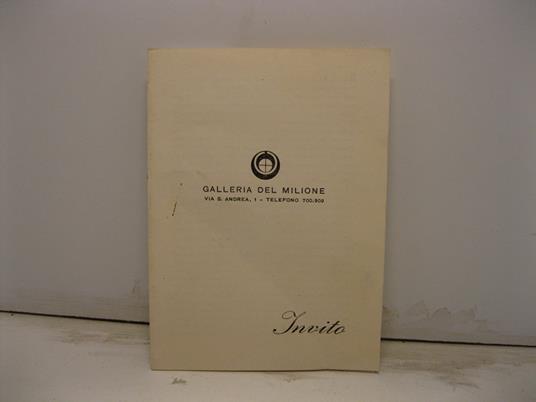 GALLERIA DEL MILIONE
VIA S. ANDREA, 1 - TELEFONO 700.909
Invito